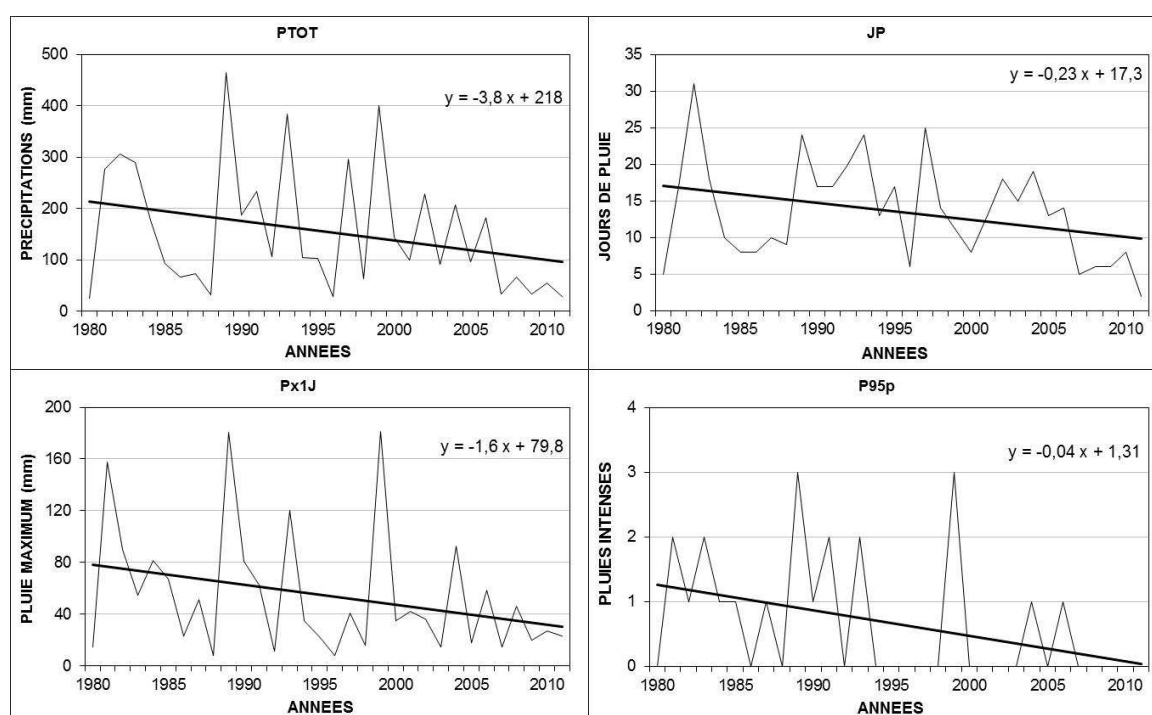 PTOT
PRECIPITATIONS (mm)
500
400
300
200
100
0
y = -3,8 x + 218
1980 1985 1990 1995 2000 2005 2010
ANNEES
JP
JOURS DE PLUIE
35
30
25
20
15
10
5
0
y = -0,23 x + 17,3
1980 1985 1990 1995 2000 2005 2010
ANNEES
Px1J
PLUIE MAXIMUM (mm)
200
160
120
80
40
0
y = -1,6 x + 79,8
1980 1985 1990 1995 2000 2005 2010
ANNEES
P95p
PLUIES INTENSES
4
3
2
1
0
y = -0,04 x + 1,31
1980 1985 1990 1995 2000 2005 2010
ANNEES